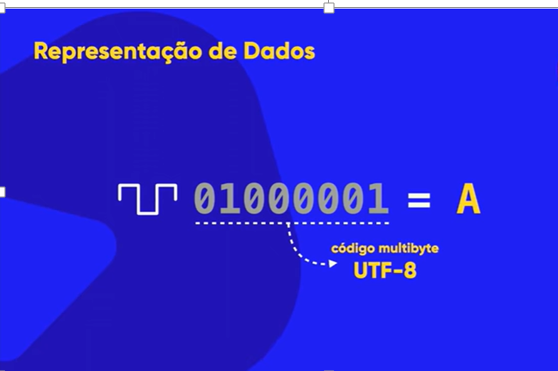 Representação de Dados
01000001 = A
código multibyte
UTF-8